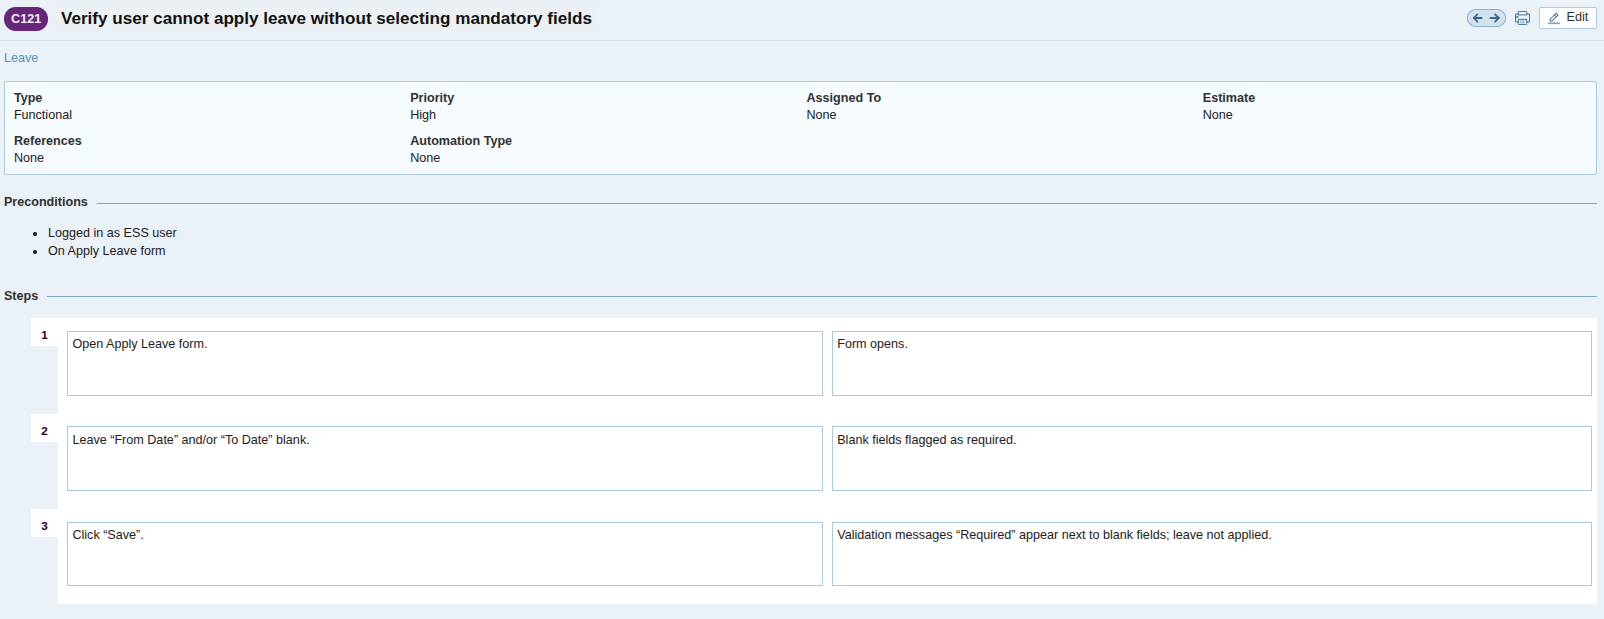 C121 Verify user cannot apply leave without selecting mandatory fields Edit
Leave
Type Priority Assigned To Estimate
Functional High None None
References Automation Type
None None
Preconditions
• Logged in as ESS user
• On Apply Leave form
Steps
1 Open Apply Leave form. Form opens.
2 Leave “From Date” and/or “To Date” blank. Blank fields flagged as required.
3 Click “Save”. Validation messages “Required” appear next to blank fields; leave not applied.